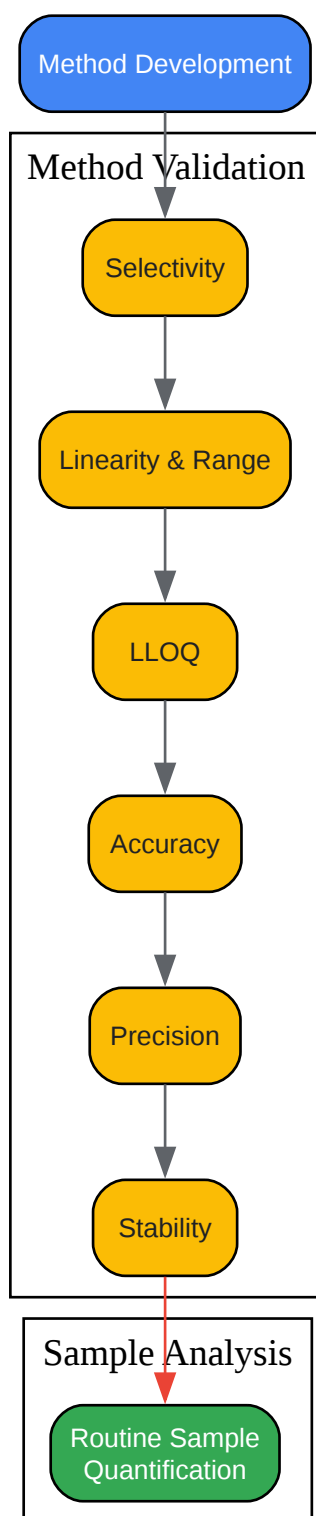 Method Development
Method Validation
Selectivity
Linearity & Range
LLOQ
Accuracy
Precision
Stability
Sample Analysis
Routine Sample
Quantification